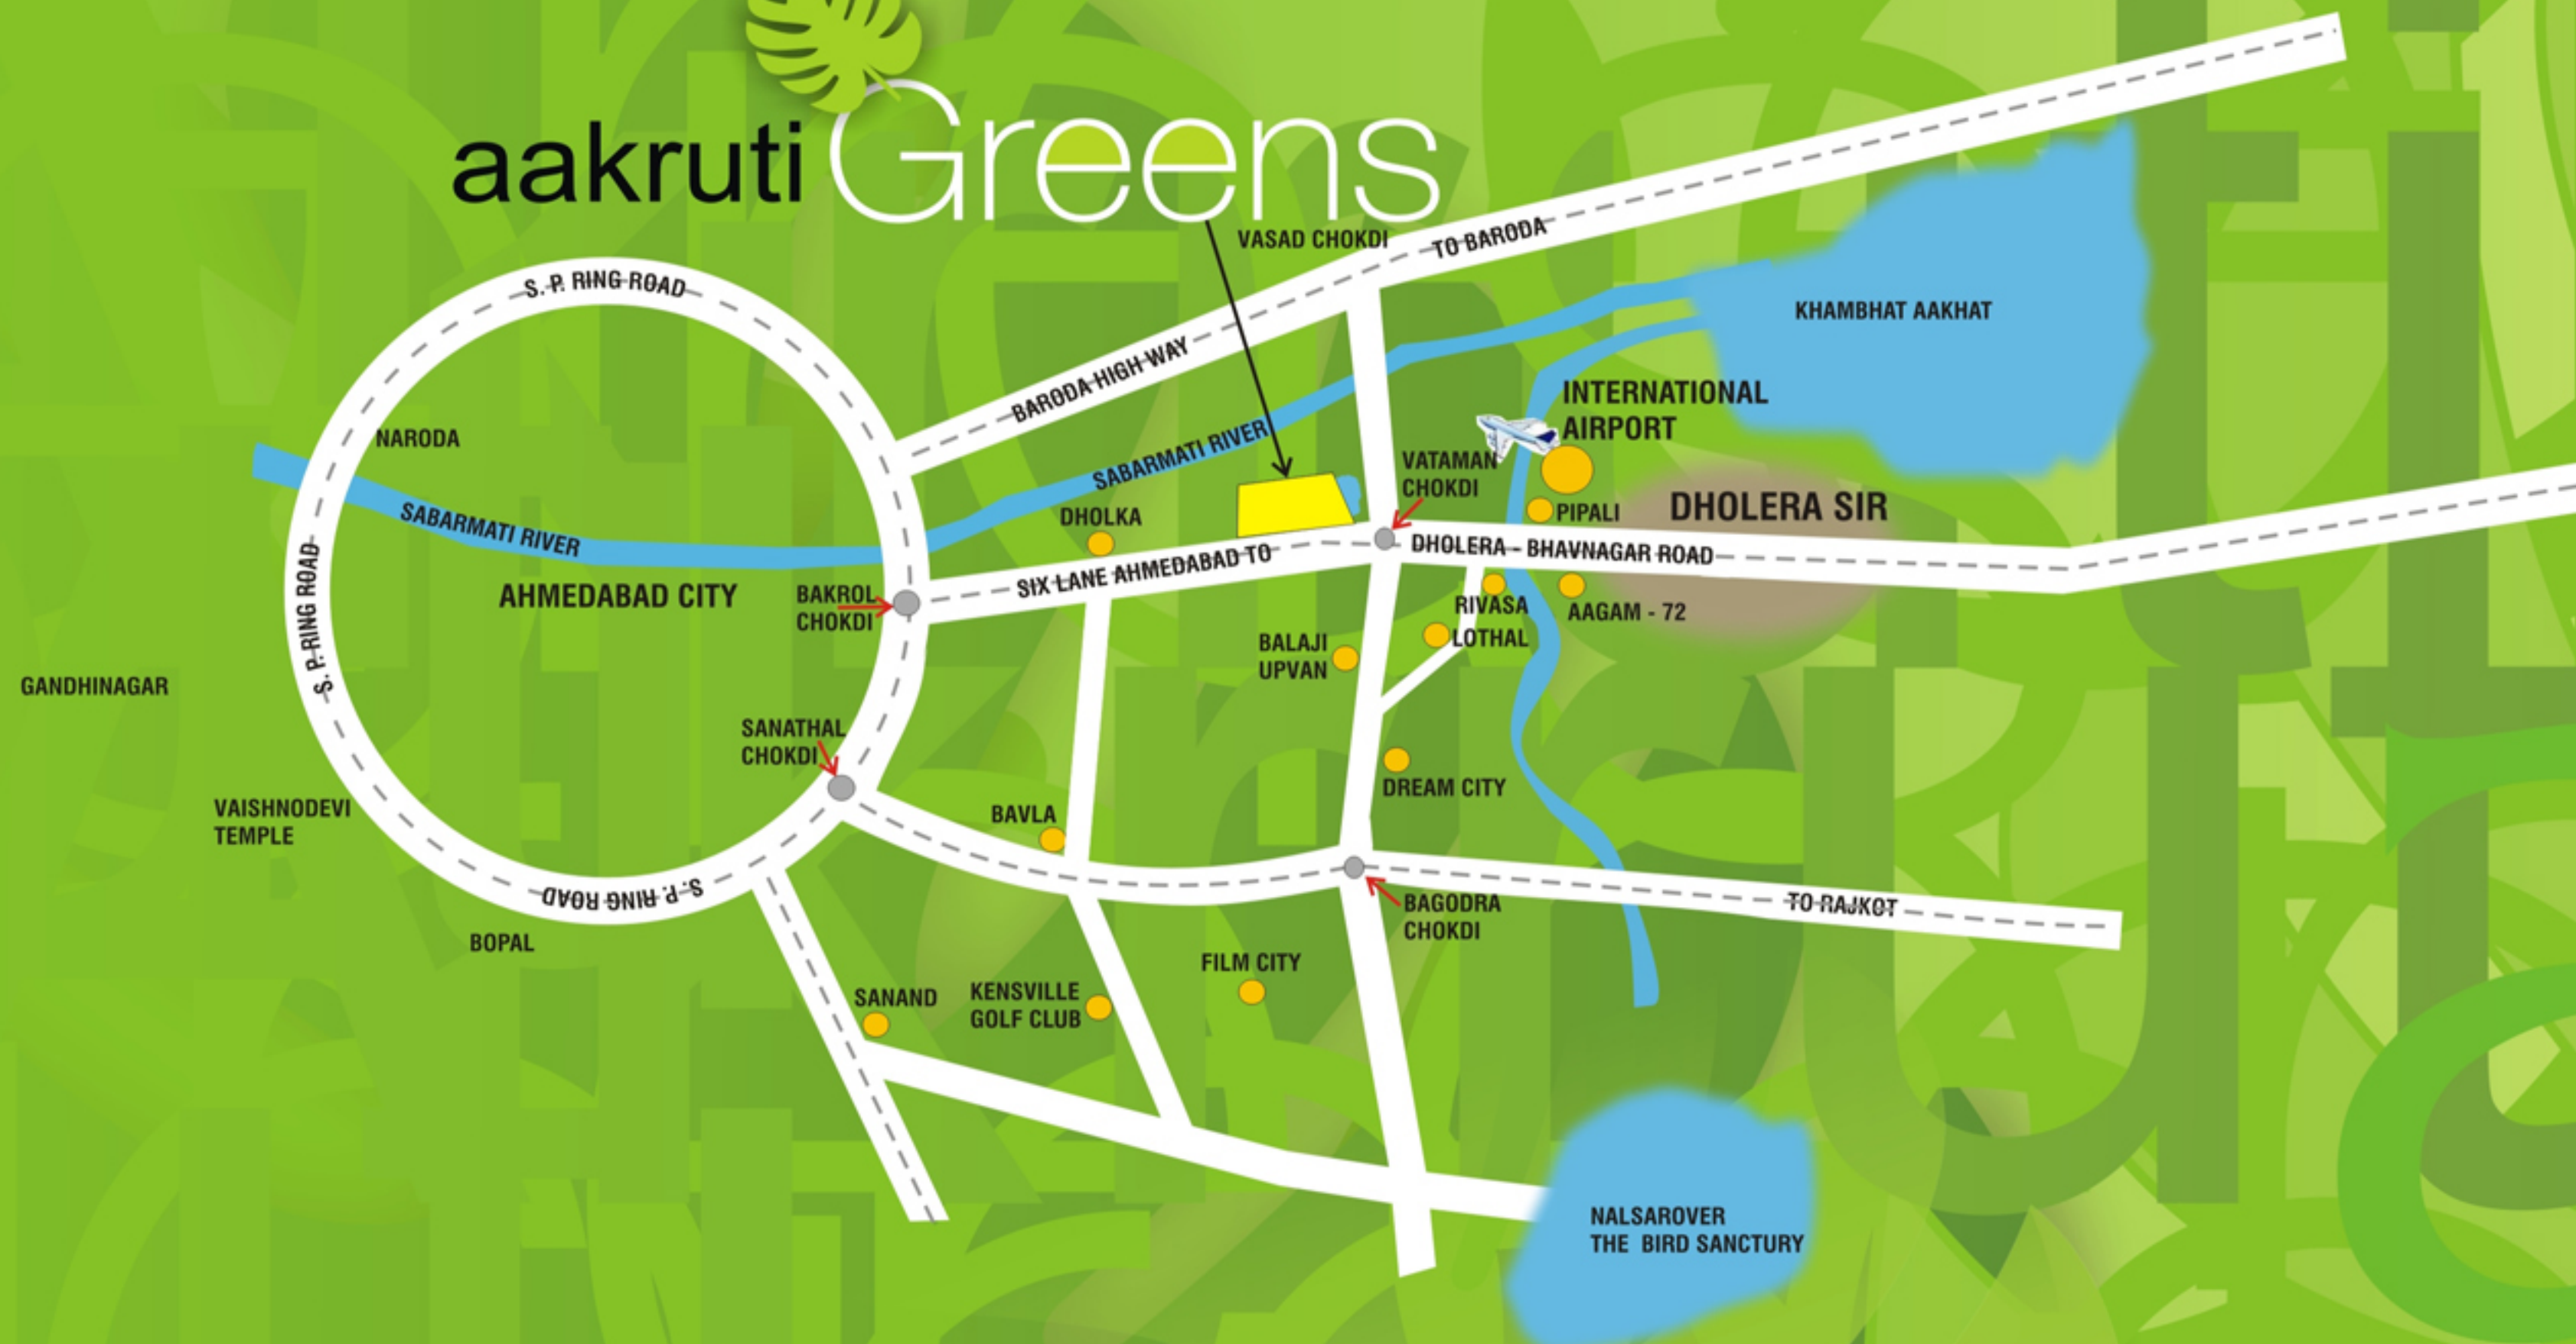 aakruti Greens
VASAD CHOKDI
TO BARODA
S. P. RING ROAD
KHAMBHAT AAKHAT
BARODA HIGH WAY
INTERNATIONAL
AIRPORT
NARODA
SABARMATI RIVER
VATAMAN
CHOKDI
SABARMATI RIVER
DHOLKA
PIPALI
DHOLERA SIR
DHOLERA - BHAVNAGAR ROAD
SIX LANE AHMEDABAD TO
S. P. RING ROAD
AHMEDABAD CITY
BAKROL
CHOKDI
RIVASA
AAGAM - 72
LOTHAL
BALAJI
UPVAN
GANDHINAGAR
SANATHAL
CHOKDI
DREAM CITY
VAISHNODEVI
TEMPLE
BAVLA
S. P. RING ROAD
BAGODRA
CHOKDI
TO RAJKOT
BOPAL
FILM CITY
SANAND
KENSVILLE
GOLF CLUB
NALSAROVER
THE BIRD SANCTURY